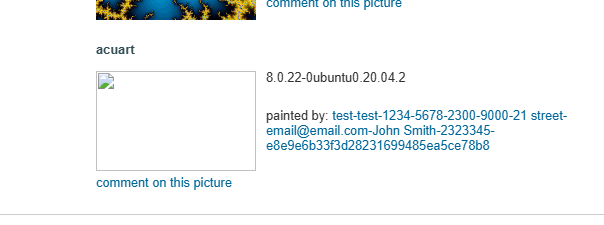 comment on this picture
acuart
8.0.22-0ubuntu0.20.04.2
painted by: test-test-1234-5678-2300-9000-21 street-
email@email.com-John Smith-2323345-
e8e9e6b33f3d28231699485ea5ce78b8
comment on this picture